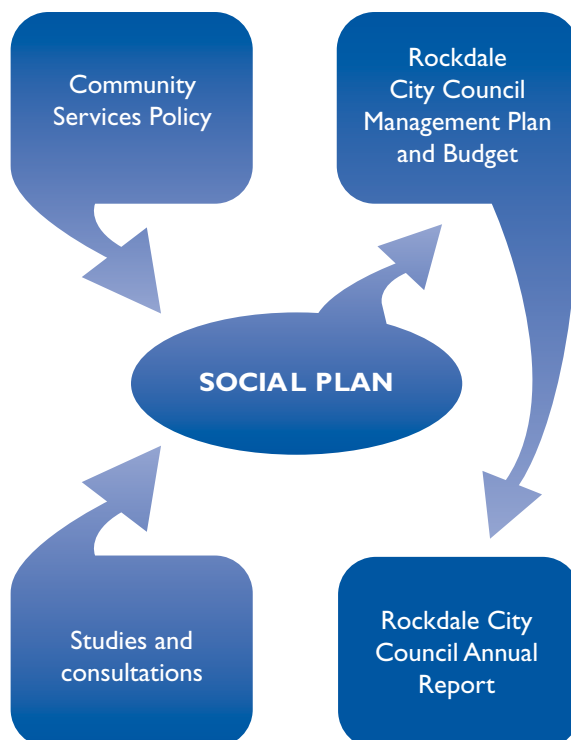 Community
Services Policy
Rockdale
City Council
Management Plan
and Budget
SOCIAL PLAN
Studies and
consultations
Rockdale City
Council Annual
Report